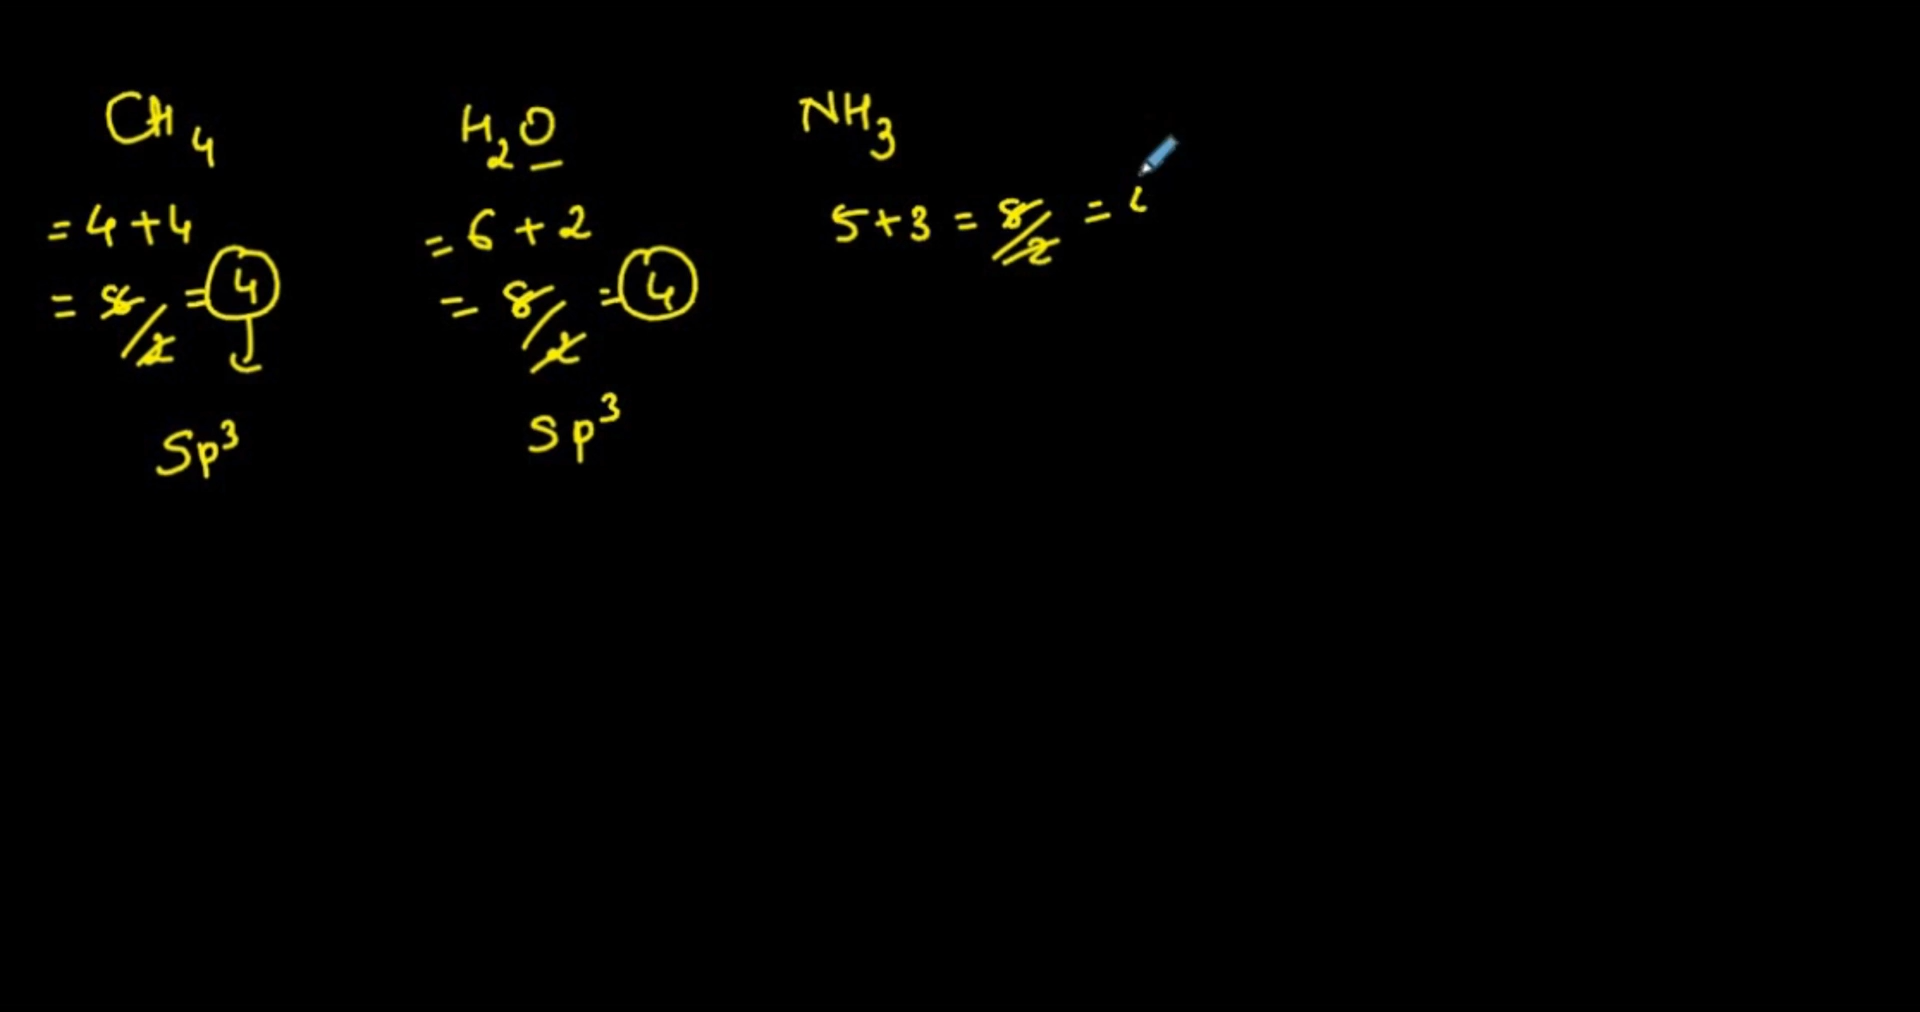 CH4
= 4+4
= 8/2 = 4
Sp³
H2O
= 6+2
= 8/2 = 4
Sp³
NH3
5+3 = 8/2 =